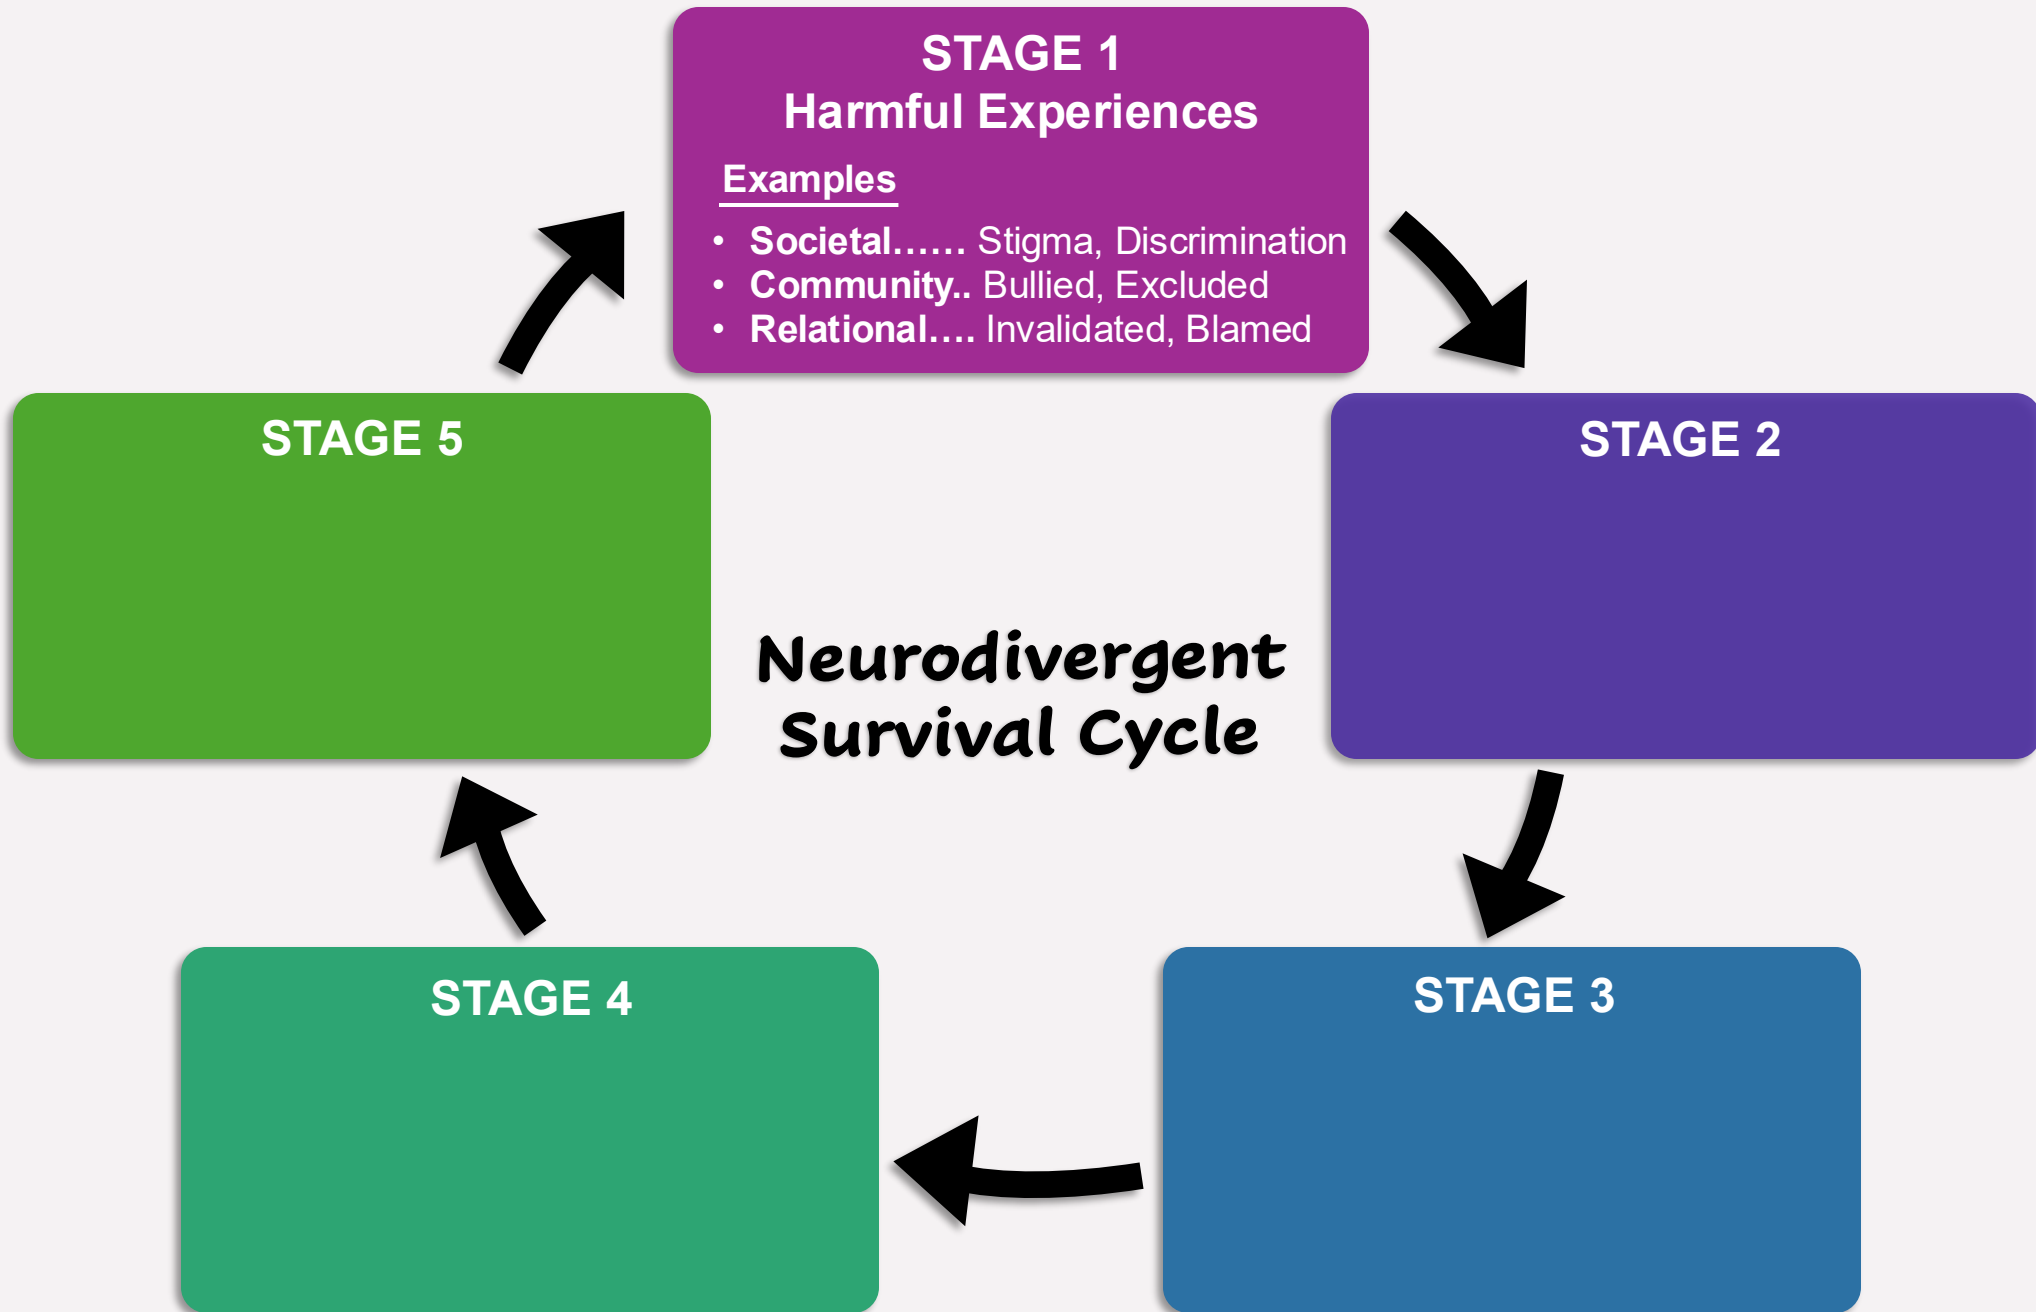 STAGE 1
Harmful Experiences
Examples
• Societal...... Stigma, Discrimination
• Community.. Bullied, Excluded
• Relational.... Invalidated, Blamed
STAGE 5
STAGE 2
Neurodivergent
Survival Cycle
STAGE 4
STAGE 3